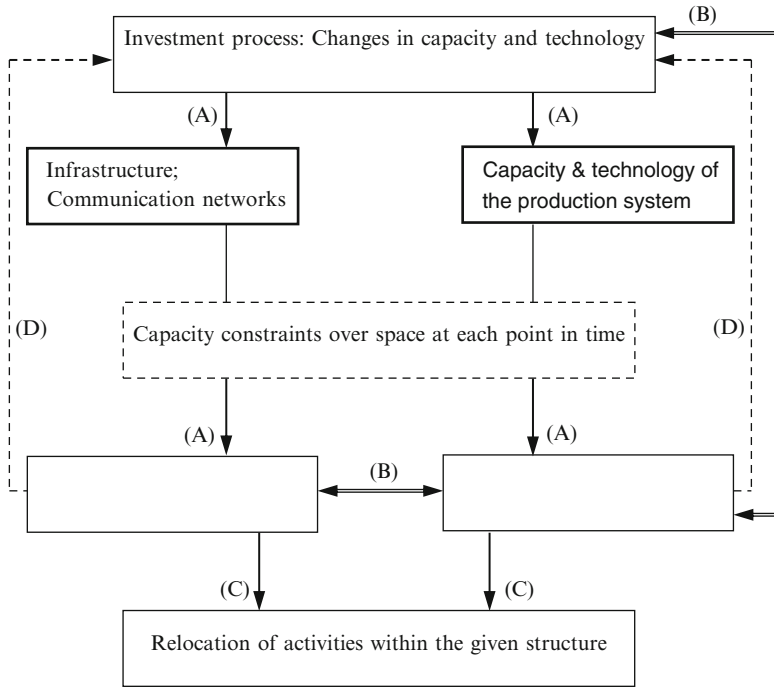 (B)
Investment process: Changes in capacity and technology
(A)
(A)
Infrastructure;
Communication networks
Capacity & technology of
the production system
(D)
(D)
Capacity constraints over space at each point in time
(A)
(A)
(B)
(C)
(C)
Relocation of activities within the given structure